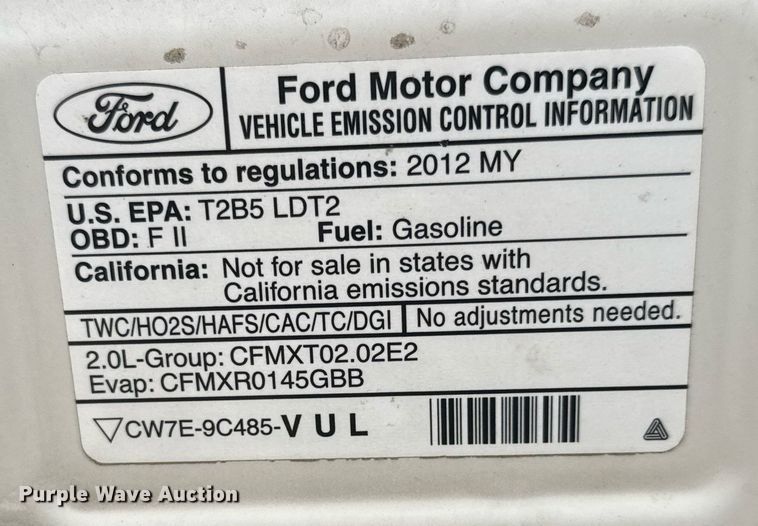 Ford
Ford Motor Company
VEHICLE EMISSION CONTROL INFORMATION
Conforms to regulations: 2012 MY
U.S. EPA: T2B5 LDT2
OBD: F II Fuel: Gasoline
California: Not for sale in states with
California emissions standards.
TWC/HO2S/HAFS/CAC/TC/DGI No adjustments needed.
2.0L-Group: CFMXT02.02E2
Evap: CFMXR0145GBB
CW7E-9C485-VUL
Purple Wave Auction